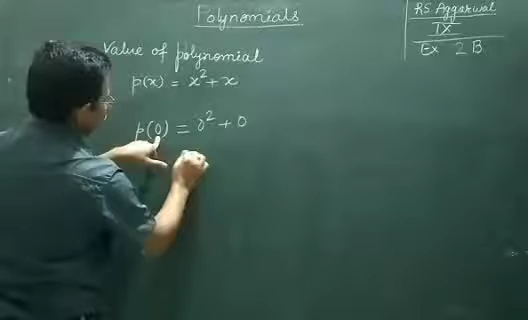 Polynomials
RS Aggarwal
IX
Ex 2B
Value of polynomial
p(x) = x² + x
p(0) = 0² + 0